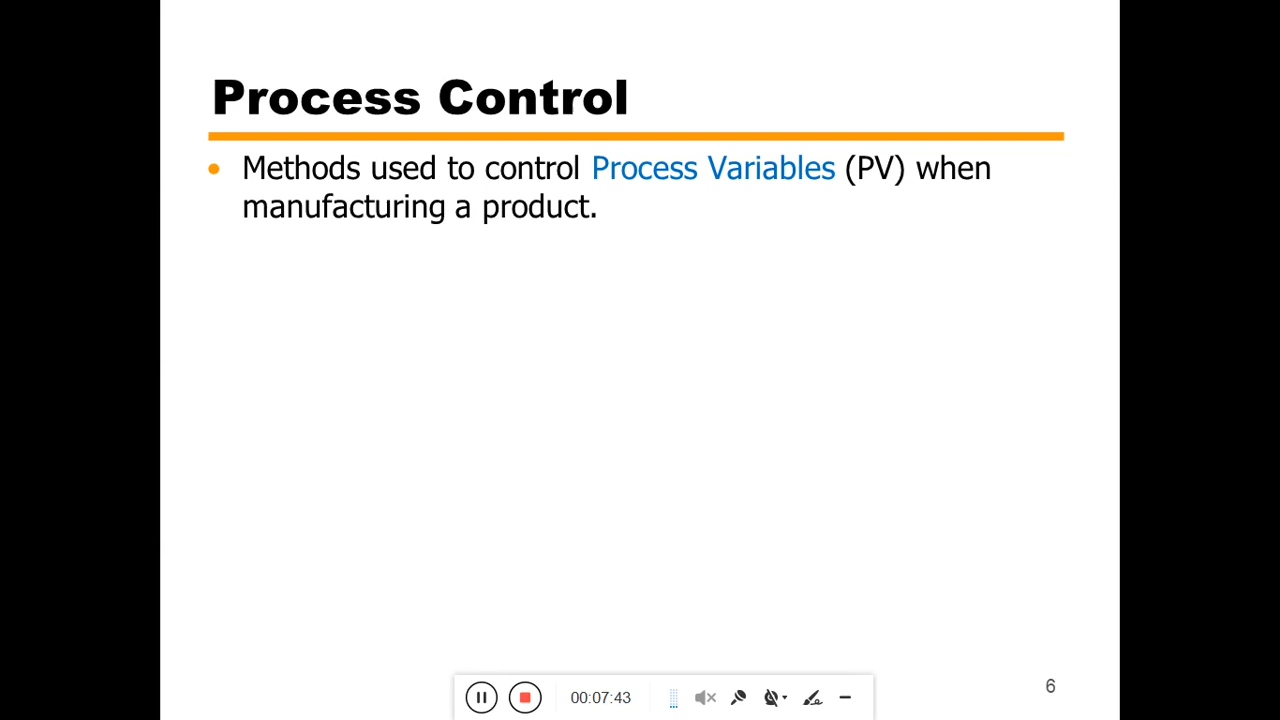 Process Control
• Methods used to control Process Variables (PV) when
manufacturing a product.
00:07:43
6